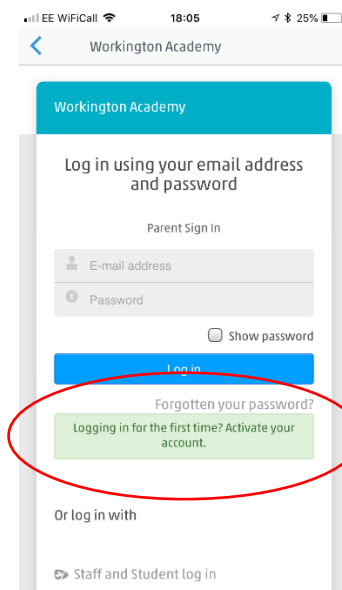 EE WiFiCall 18:05 25%
Workington Academy
Workington Academy
Log in using your email address
and password
Parent Sign In
E-mail address
Password
Show password
Log in
Forgotten your password?
Logging in for the first time? Activate your
account.
Or log in with
Staff and Student log in